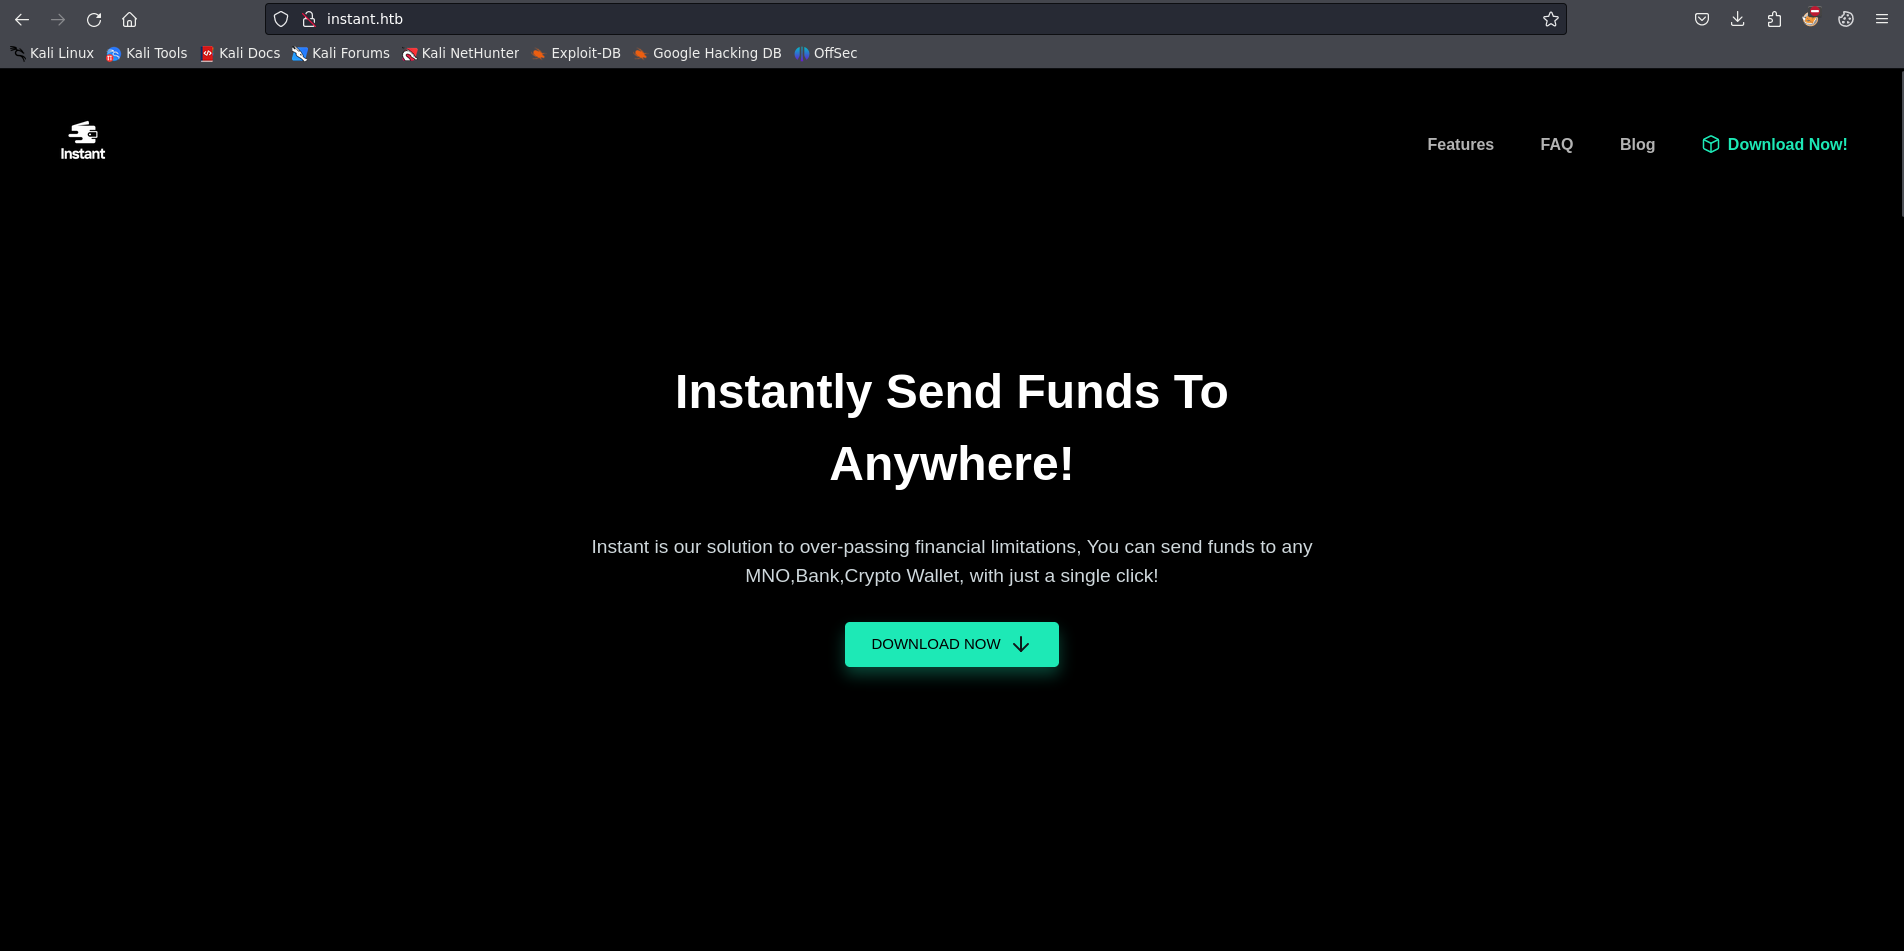 instant.htb
Kali Linux Kali Tools Kali Docs Kali Forums Kali NetHunter Exploit-DB Google Hacking DB OffSec
Instant
Features FAQ Blog Download Now!
Instantly Send Funds To
Anywhere!
Instant is our solution to over-passing financial limitations, You can send funds to any
MNO,Bank,Crypto Wallet, with just a single click!
DOWNLOAD NOW